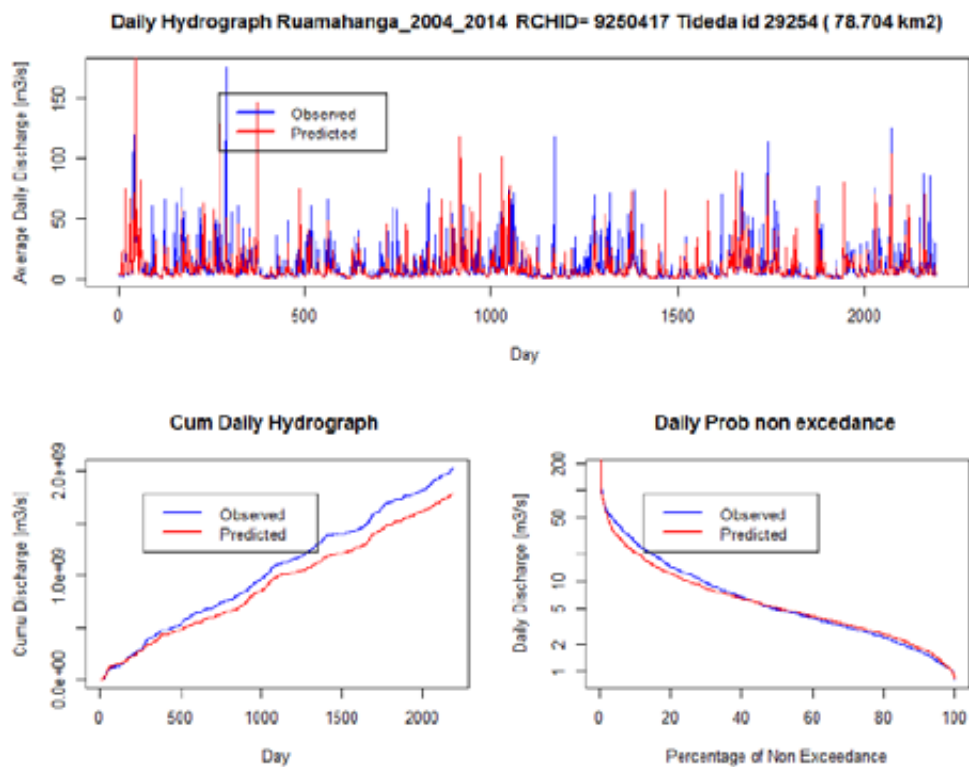 Daily Hydrograph Ruamahanga_2004_2014 RCHID= 9250417 Tideda id 29254 ( 78.704 km2)
Average Daily Discharge [m3/s]
150
100
50
0
Observed
Predicted
0 500 1000 1500 2000
Day
Cum Daily Hydrograph
Cumu Discharge [m3/s]
2.0e+09
1.0e+09
0.0e+00
Observed
Predicted
0 500 1000 1500 2000
Day
Daily Prob non excedance
Daily Discharge [m3/s]
200
50
10
5
2
1
Observed
Predicted
0 20 40 60 80 100
Percentage of Non Exceedance